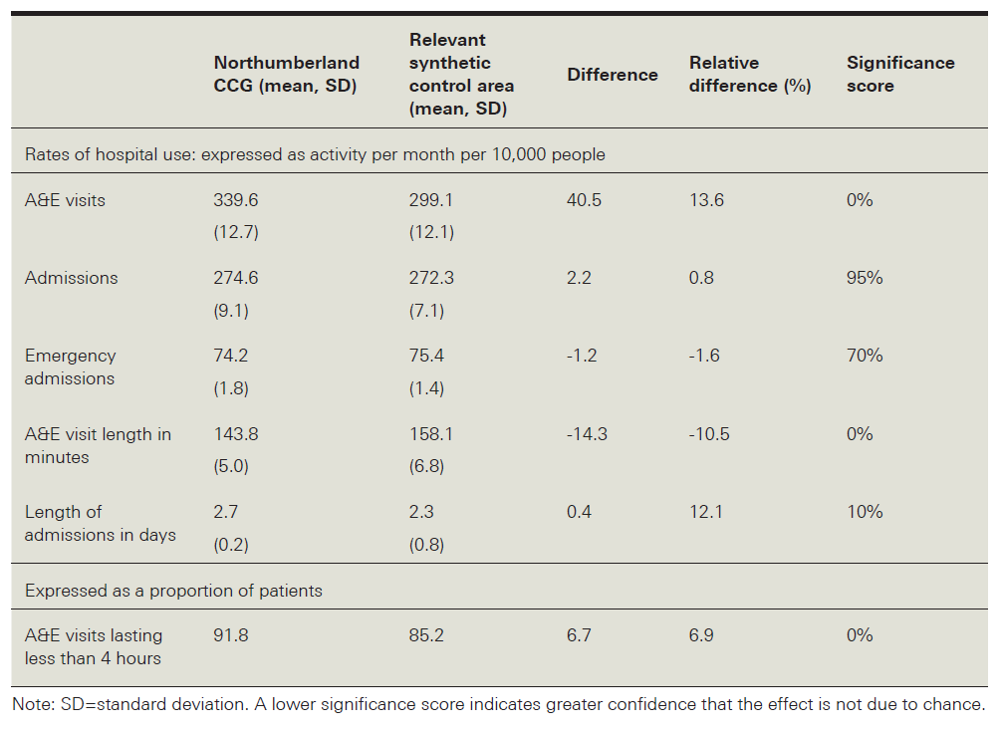 Northumberland CCG (mean, SD) Relevant synthetic control area (mean, SD) Difference Relative difference (%) Significance score
Rates of hospital use: expressed as activity per month per 10,000 people
A&E visits 339.6 299.1 40.5 13.6 0%
(12.7) (12.1)
Admissions 274.6 272.3 2.2 0.8 95%
(9.1) (7.1)
Emergency admissions 74.2 75.4 -1.2 -1.6 70%
(1.8) (1.4)
A&E visit length in minutes 143.8 158.1 -14.3 -10.5 0%
(5.0) (6.8)
Length of admissions in days 2.7 2.3 0.4 12.1 10%
(0.2) (0.8)
Expressed as a proportion of patients
A&E visits lasting less than 4 hours 91.8 85.2 6.7 6.9 0%
Note: SD=standard deviation. A lower significance score indicates greater confidence that the effect is not due to chance.